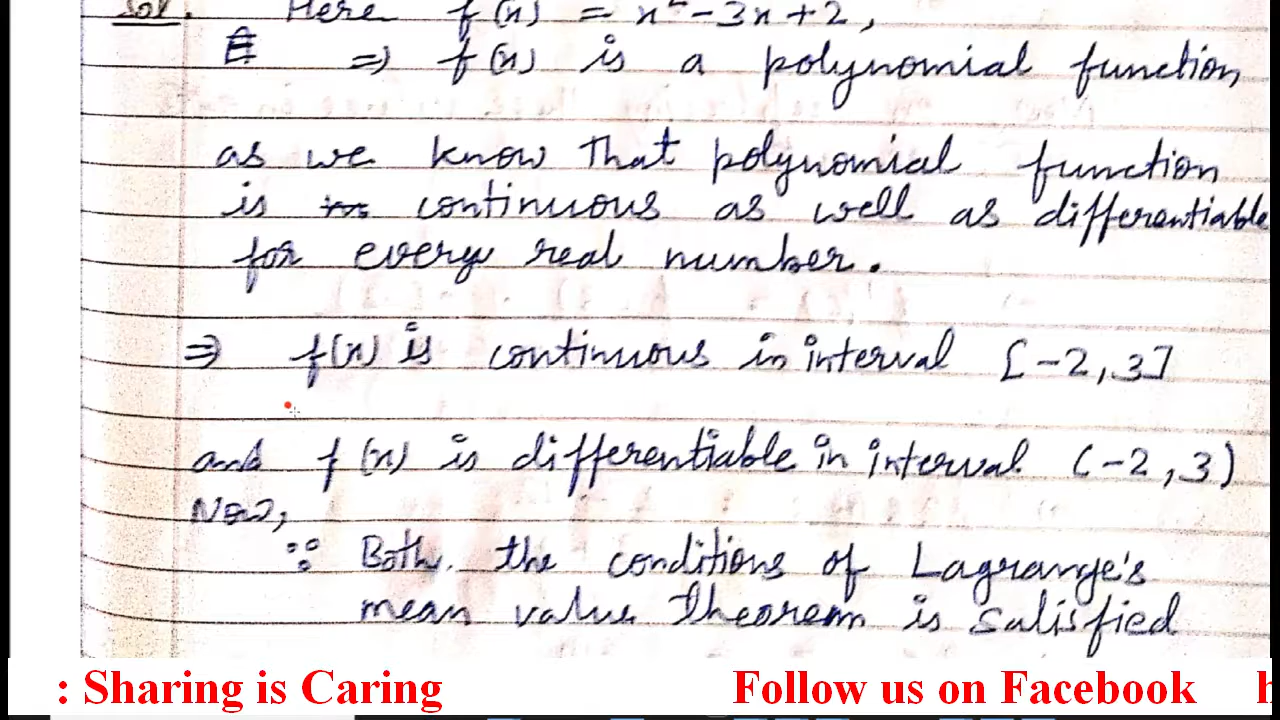 Sol. Here f(x) = x² - 3x + 2,
⇒ f(x) is a polynomial function
as we know that polynomial function
is continuous as well as differentiable
for every real number.
⇒ f(x) is continuous in interval [-2, 3]
and f(x) is differentiable in interval (-2, 3)
Now,
∵ Both the conditions of Lagrange's
mean value theorem is satisfied
: Sharing is Caring Follow us on Facebook h